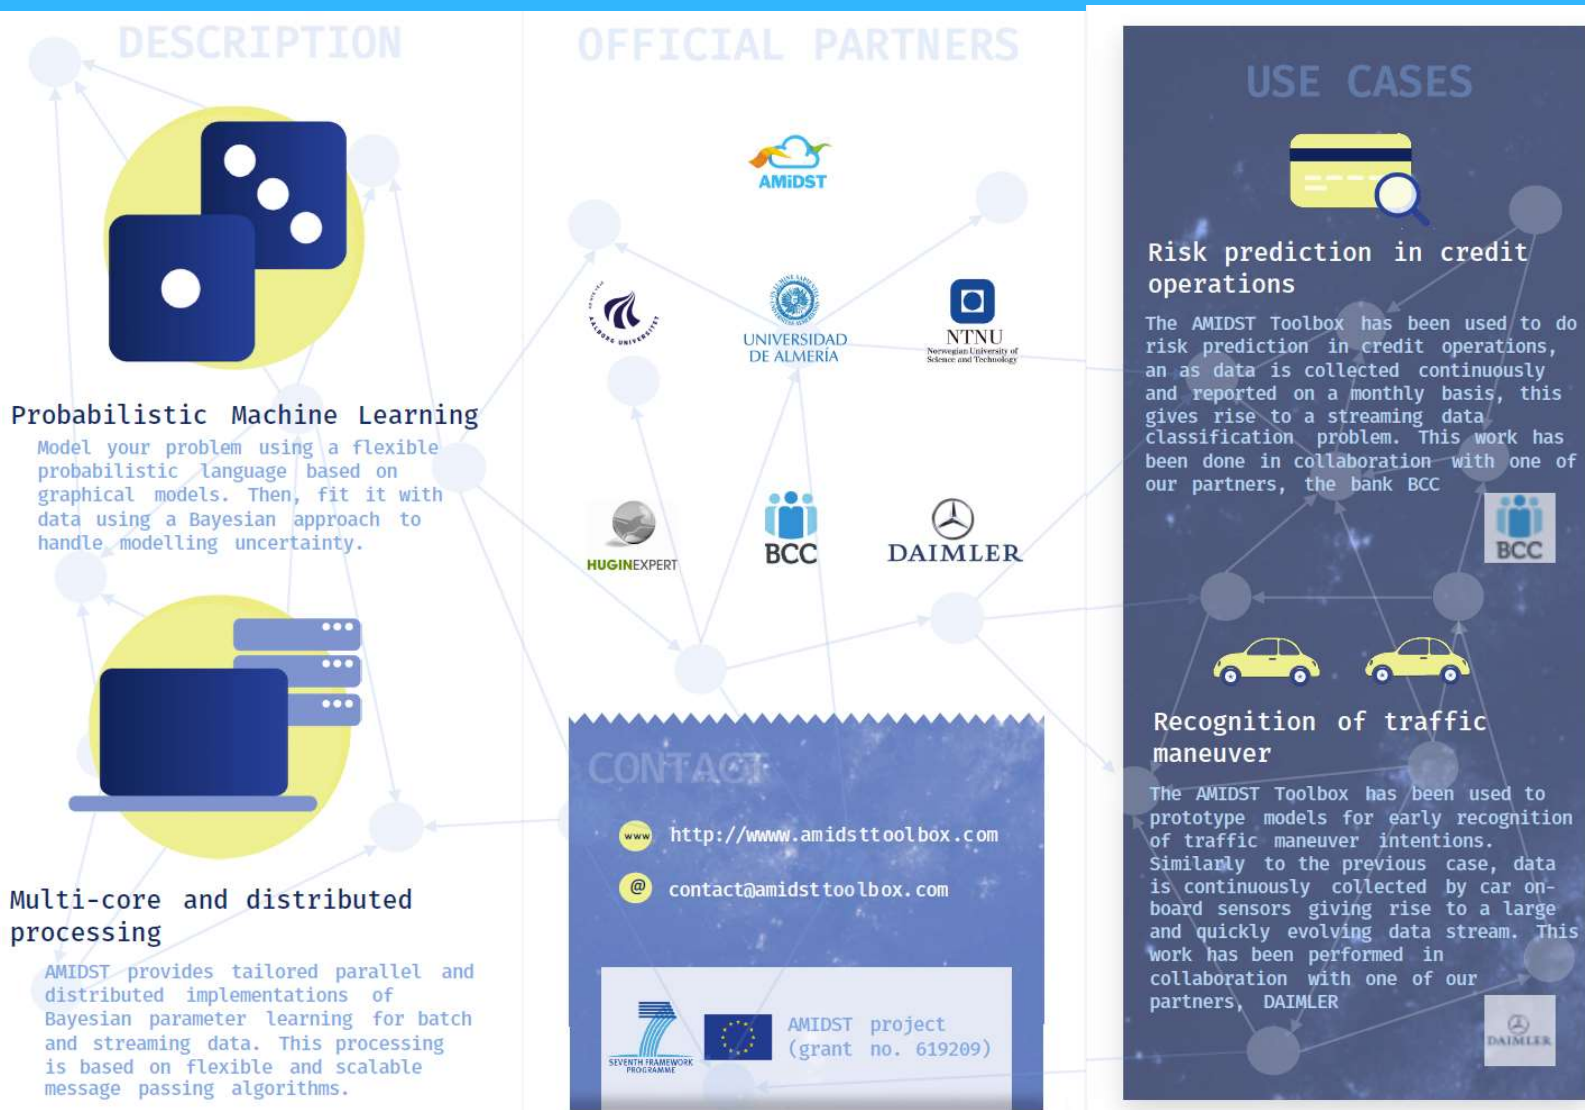 DESCRIPTION
Probabilistic Machine Learning
Model your problem using a flexible
probabilistic language based on
graphical models. Then, fit it with
data using a Bayesian approach to
handle modelling uncertainty.
Multi-core and distributed
processing
AMIDST provides tailored parallel and
distributed implementations of
Bayesian parameter learning for batch
and streaming data. This processing
is based on flexible and scalable
message passing algorithms.
OFFICIAL PARTNERS
AMiDST
AALBORG UNIVERSITET
UNIVERSIDAD
DE ALMERÍA
NTNU
Norwegian University of
Science and Technology
HUGINEXPERT
BCC
DAIMLER
CONTACT
www http://wwww.amidsttoolbox.com
@ contact@amidsttoolbox.com
7
SEVENTH FRAMEWORK
PROGRAMME
AMIDST project
(grant no. 619209)
USE CASES
Risk prediction in credit
operations
The AMIDST Toolbox has been used to do
risk prediction in credit operations,
an as data is collected continuously
and reported on a monthly basis, this
gives rise to a streaming data
classification problem. This work has
been done in collaboration with one of
our partners, the bank BCC
BCC
Recognition of traffic
maneuver
The AMIDST Toolbox has been used to
prototype models for early recognition
of traffic maneuver intentions.
Similarly to the previous case, data
is continuously collected by car on-
board sensors giving rise to a large
and quickly evolving data stream. This
work has been performed in
collaboration with one of our
partners, DAIMLER
DAIMLER